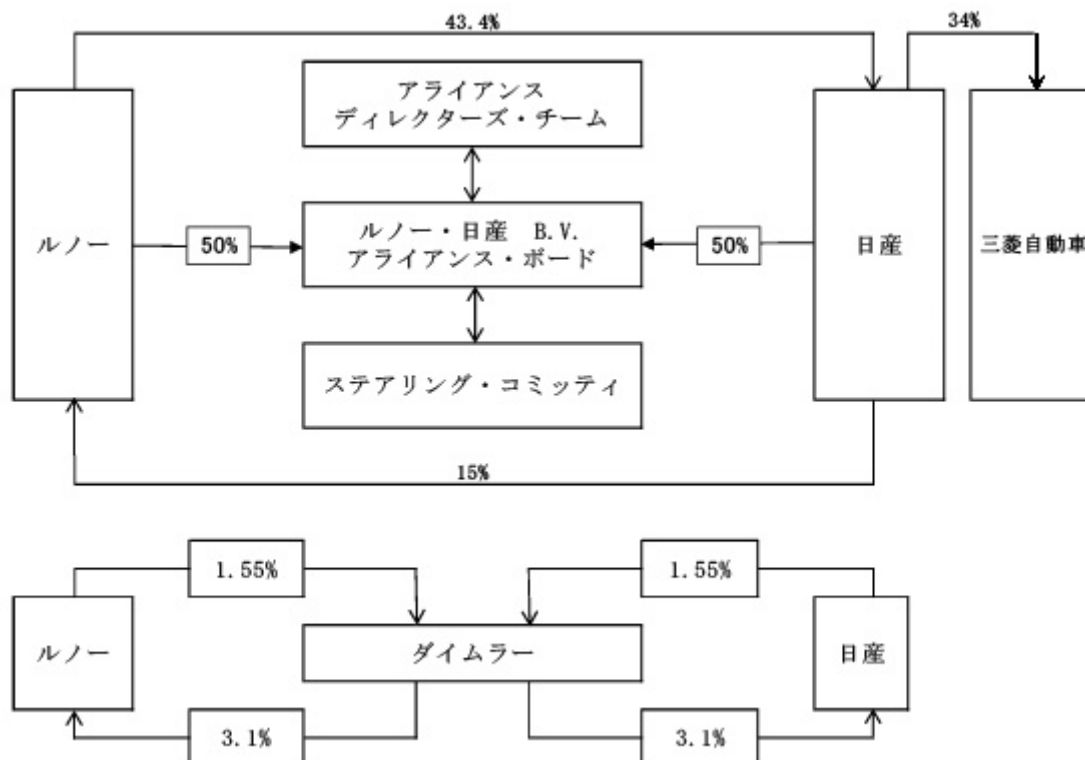 43.4%
34%
アライアンス
ディレクターズ・チーム
ルノー
50%
ルノー・日産 B.V.
アライアンス・ボード
50%
日産
三菱自動車
ステアリング・コミッティ
15%
1.55%
1.55%
ルノー
ダイムラー
日産
3.1%
3.1%